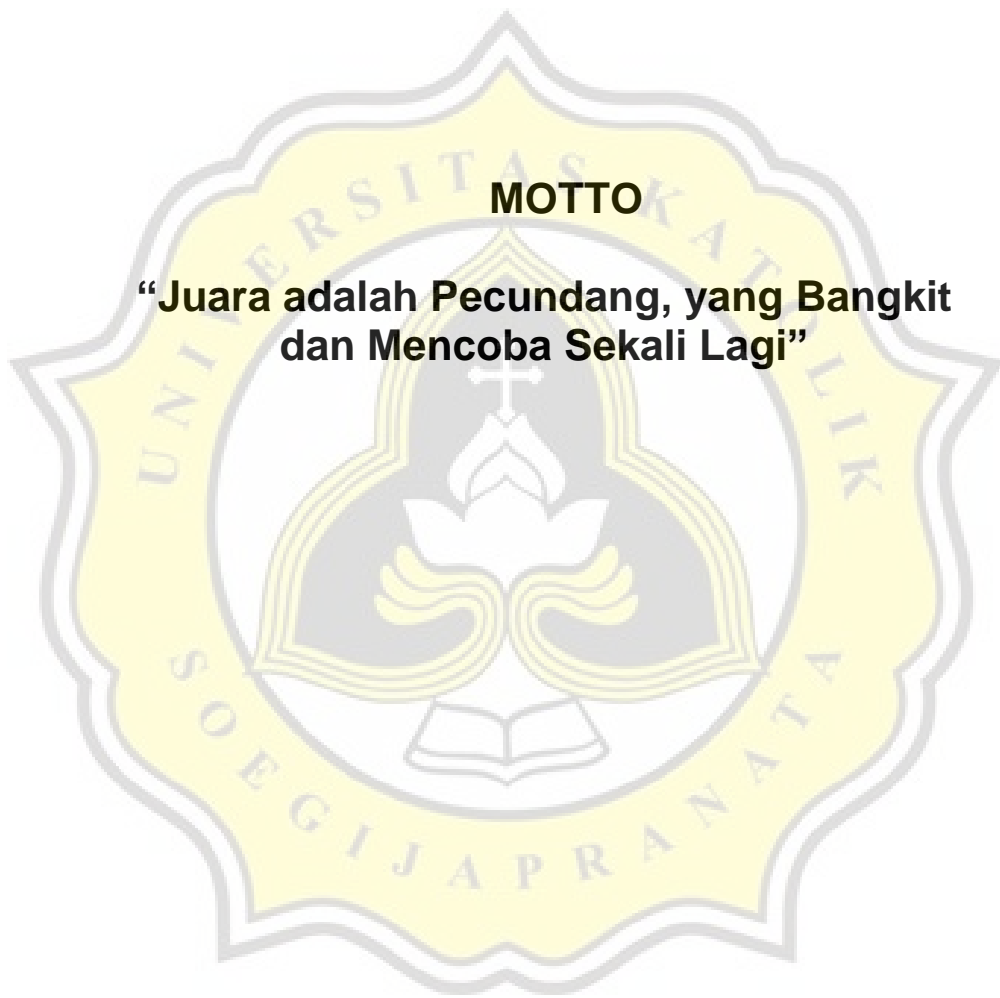 MOTTO
“Juara adalah Pecundang, yang Bangkit
dan Mencoba Sekali Lagi”
UNIVERSITAS KATOLIK
SOEGIJAPRANATA